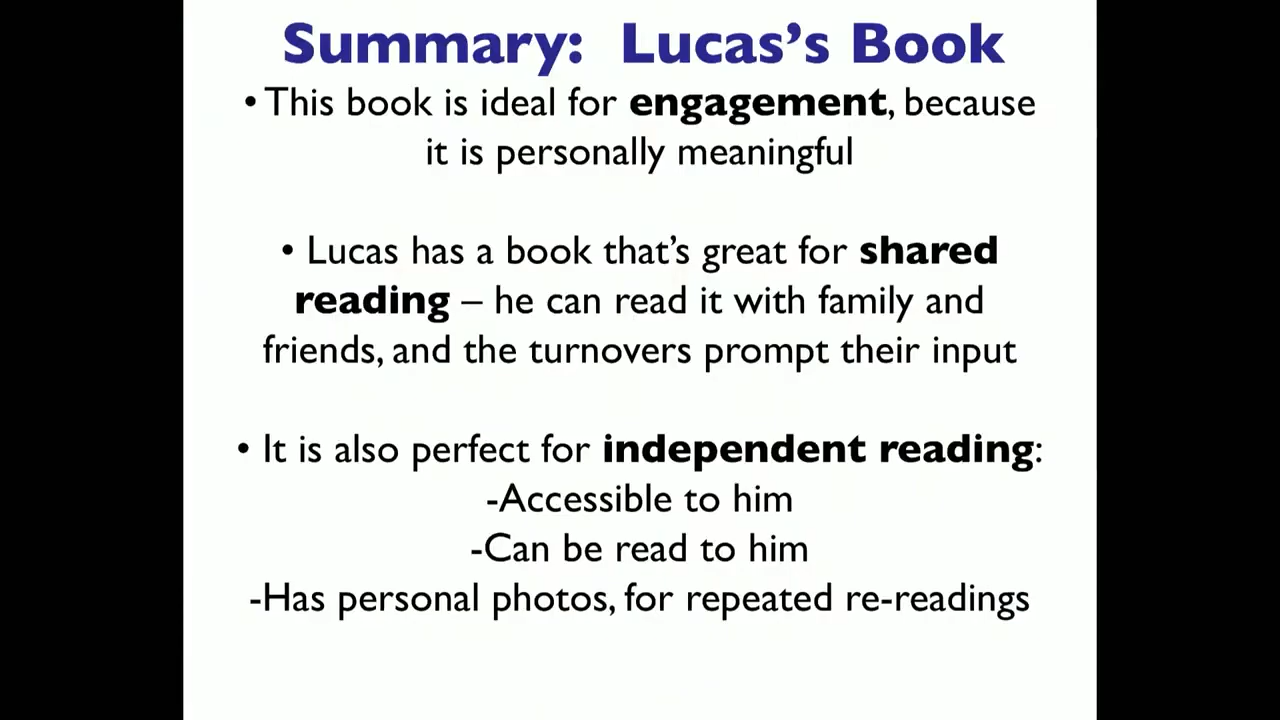 Summary:  Lucas's Book
• This book is ideal for engagement, because
it is personally meaningful
• Lucas has a book that's great for shared
reading – he can read it with family and
friends, and the turnovers prompt their input
• It is also perfect for independent reading:
-Accessible to him
-Can be read to him
-Has personal photos, for repeated re-readings